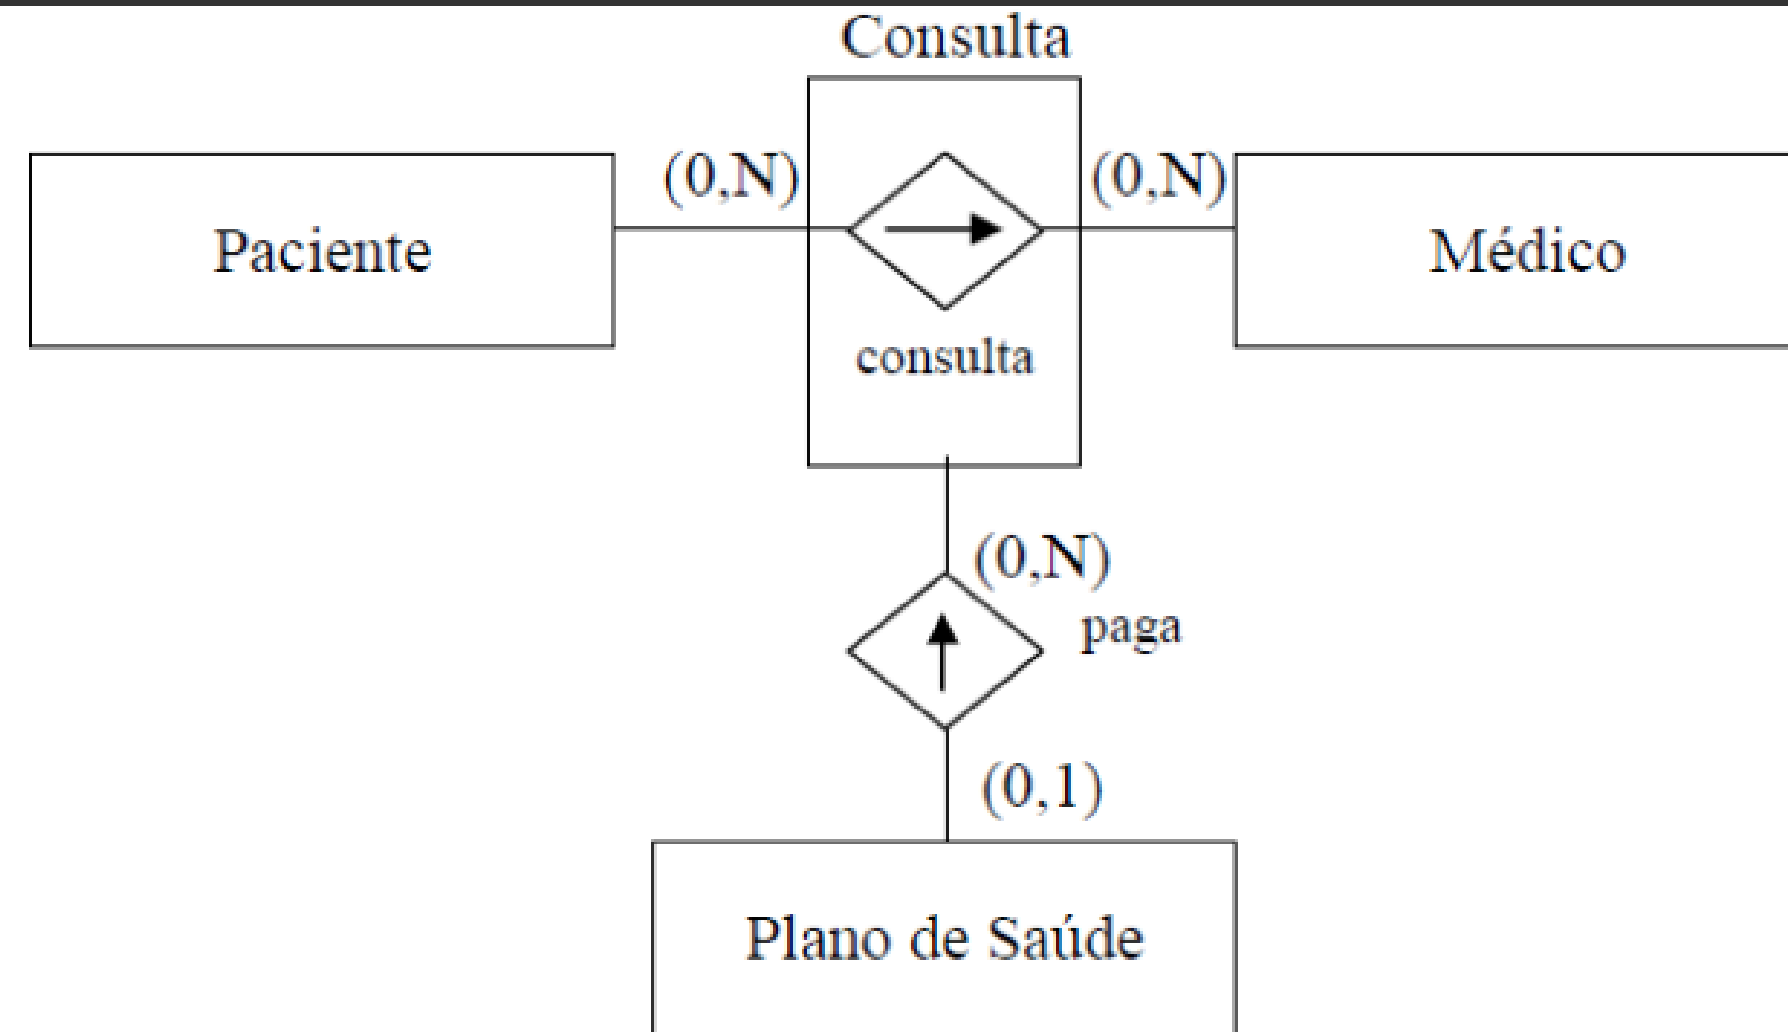 Consulta
(0,N)
(0,N)
Paciente
Médico
consulta
(0,N)
paga
(0,1)
Plano de Saúde